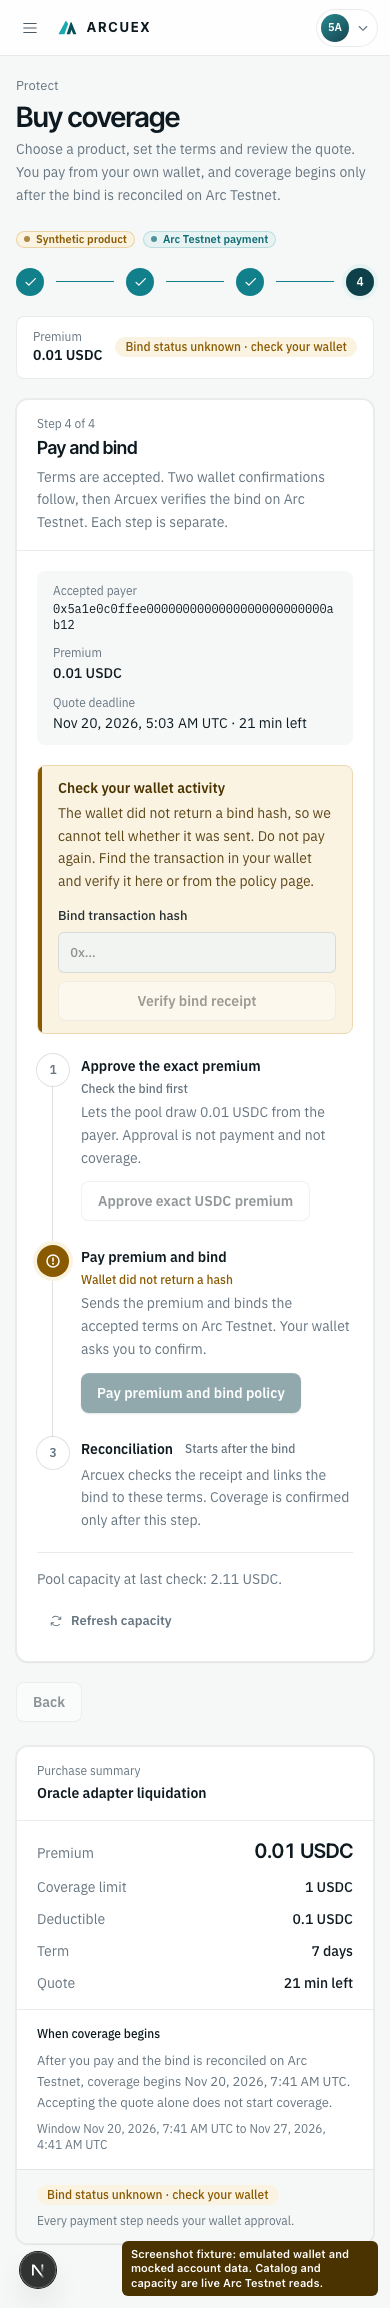 ARCUEX
5A
Protect
Buy coverage
Choose a product, set the terms and review the quote.
You pay from your own wallet, and coverage begins only
after the bind is reconciled on Arc Testnet.
Synthetic product
Arc Testnet payment
4
Premium
0.01 USDC
Bind status unknown · check your wallet
Step 4 of 4
Pay and bind
Terms are accepted. Two wallet confirmations
follow, then Arcuex verifies the bind on Arc
Testnet. Each step is separate.
Accepted payer
0x5a1e0c0ffee0000000000000000000000000a
b12
Premium
0.01 USDC
Quote deadline
Nov 20, 2026, 5:03 AM UTC · 21 min left
Check your wallet activity
The wallet did not return a bind hash, so we
cannot tell whether it was sent. Do not pay
again. Find the transaction in your wallet
and verify it here or from the policy page.
Bind transaction hash
0x...
Verify bind receipt
1
Approve the exact premium
Check the bind first
Lets the pool draw 0.01 USDC from the
payer. Approval is not payment and not
coverage.
Approve exact USDC premium
Pay premium and bind
Wallet did not return a hash
Sends the premium and binds the
accepted terms on Arc Testnet. Your wallet
asks you to confirm.
Pay premium and bind policy
3
Reconciliation Starts after the bind
Arcuex checks the receipt and links the
bind to these terms. Coverage is confirmed
only after this step.
Pool capacity at last check: 2.11 USDC.
Refresh capacity
Back
Purchase summary
Oracle adapter liquidation
Premium 0.01 USDC
Coverage limit 1 USDC
Deductible 0.1 USDC
Term 7 days
Quote 21 min left
When coverage begins
After you pay and the bind is reconciled on Arc
Testnet, coverage begins Nov 20, 2026, 7:41 AM UTC.
Accepting the quote alone does not start coverage.
Window Nov 20, 2026, 7:41 AM UTC to Nov 27, 2026,
4:41 AM UTC
Bind status unknown · check your wallet
Every payment step needs your wallet approval.
N
Screenshot fixture: emulated wallet and
mocked account data. Catalog and
capacity are live Arc Testnet reads.